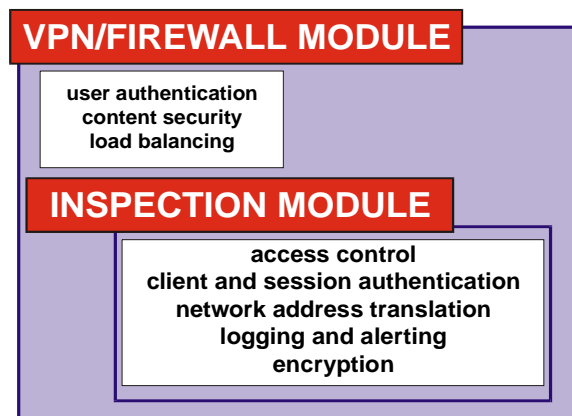 VPN/FIREWALL MODULE
user authentication
content security
load balancing
INSPECTION MODULE
access control
client and session authentication
network address translation
logging and alerting
encryption